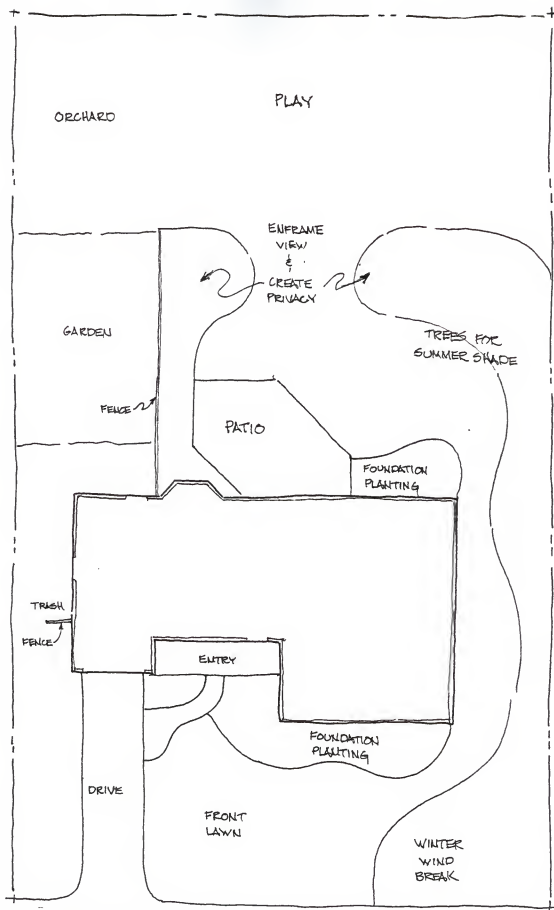 PLAY
ORCHARD
ENFRAME
VIEW
&
CREATE
PRIVACY
GARDEN
TREES FOR
SUMMER SHADE
FENCE
PATIO
FOUNDATION
PLANTING
TRASH
FENCE
ENTRY
FOUNDATION
PLANTING
DRIVE
FRONT
LAWN
WINTER
WIND
BREAK